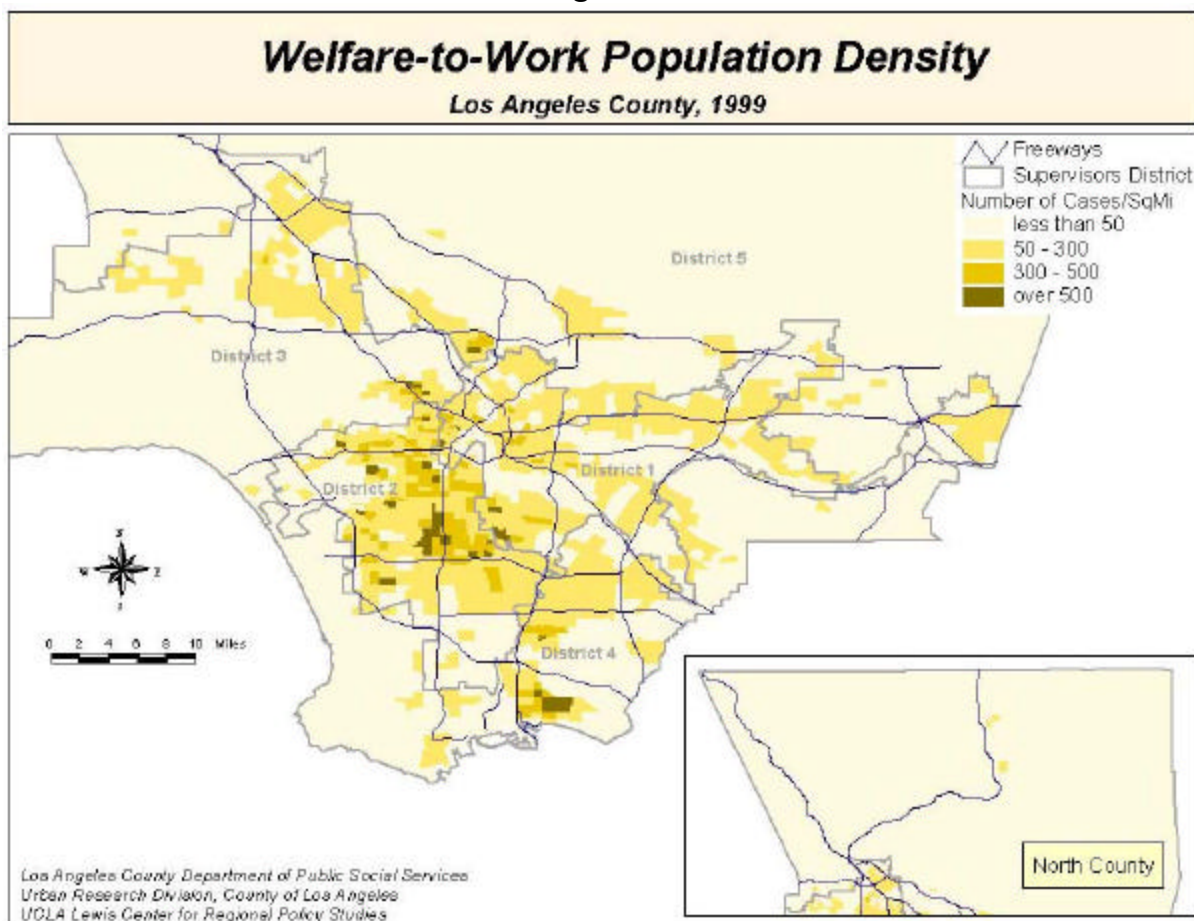 Welfare-to-Work Population Density
Los Angeles County, 1999
Freeways
Supervisors District
Number of Cases/SqMi
less than 50
50 - 300
300 - 500
over 500
District 5
District 3
District 1
District 2
District 4
W E
0 2 4 6 8 10 Miles
North County
Los Angeles County Department of Public Social Services
Urban Research Division, County of Los Angeles
UCLA Lewis Center for Regional Policy Studies